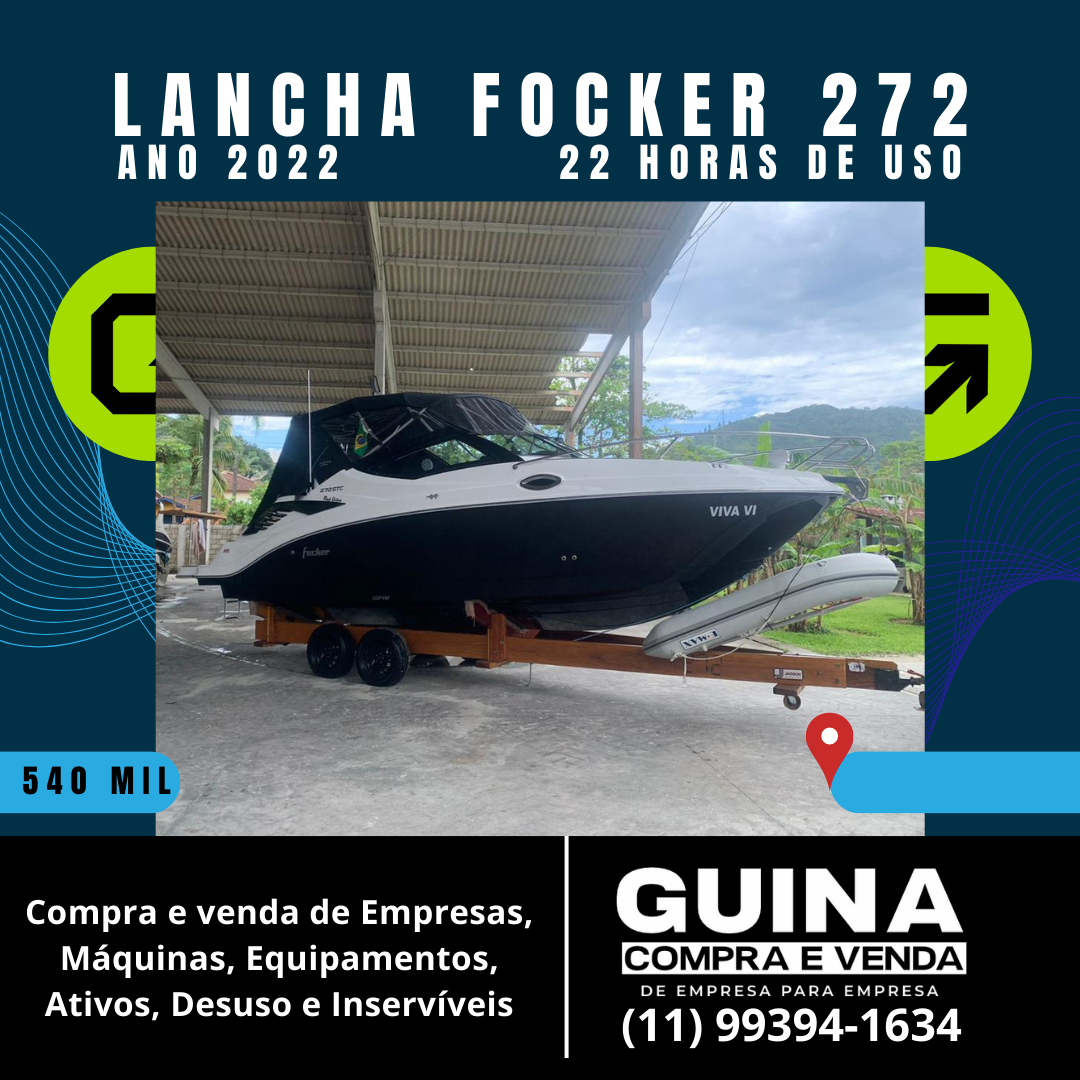 LANCHA FOCKER 272
ANO 2022
22 HORAS DE USO
VIVA VI
Focker
540 MIL
Compra e venda de Empresas,
Máquinas, Equipamentos,
Ativos, Desuso e Inservíveis
GUINA
COMPRA E VENDA
DE EMPRESA PARA EMPRESA
(11) 99394-1634